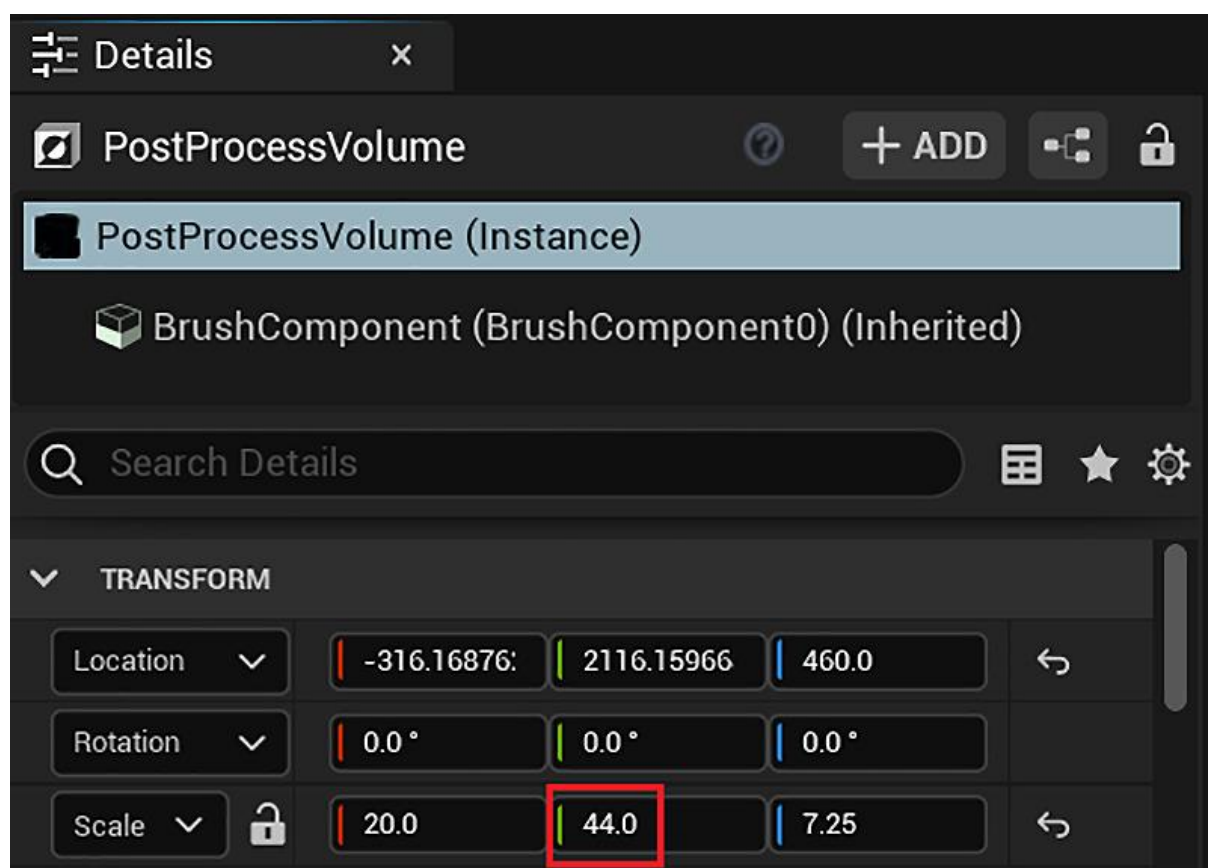 Details ×
PostProcessVolume ? + ADD
PostProcessVolume (Instance)
BrushComponent (BrushComponent0) (Inherited)
Search Details
TRANSFORM
Location -316.16876 2116.15966 460.0
Rotation 0.0 ° 0.0 ° 0.0 °
Scale 20.0 44.0 7.25